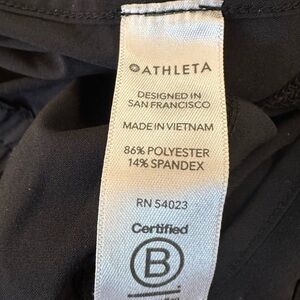 ATHLETA
DESIGNED IN
SAN FRANCISCO
MADE IN VIETNAM
86% POLYESTER
14% SPANDEX
RN 54023
Certified
B